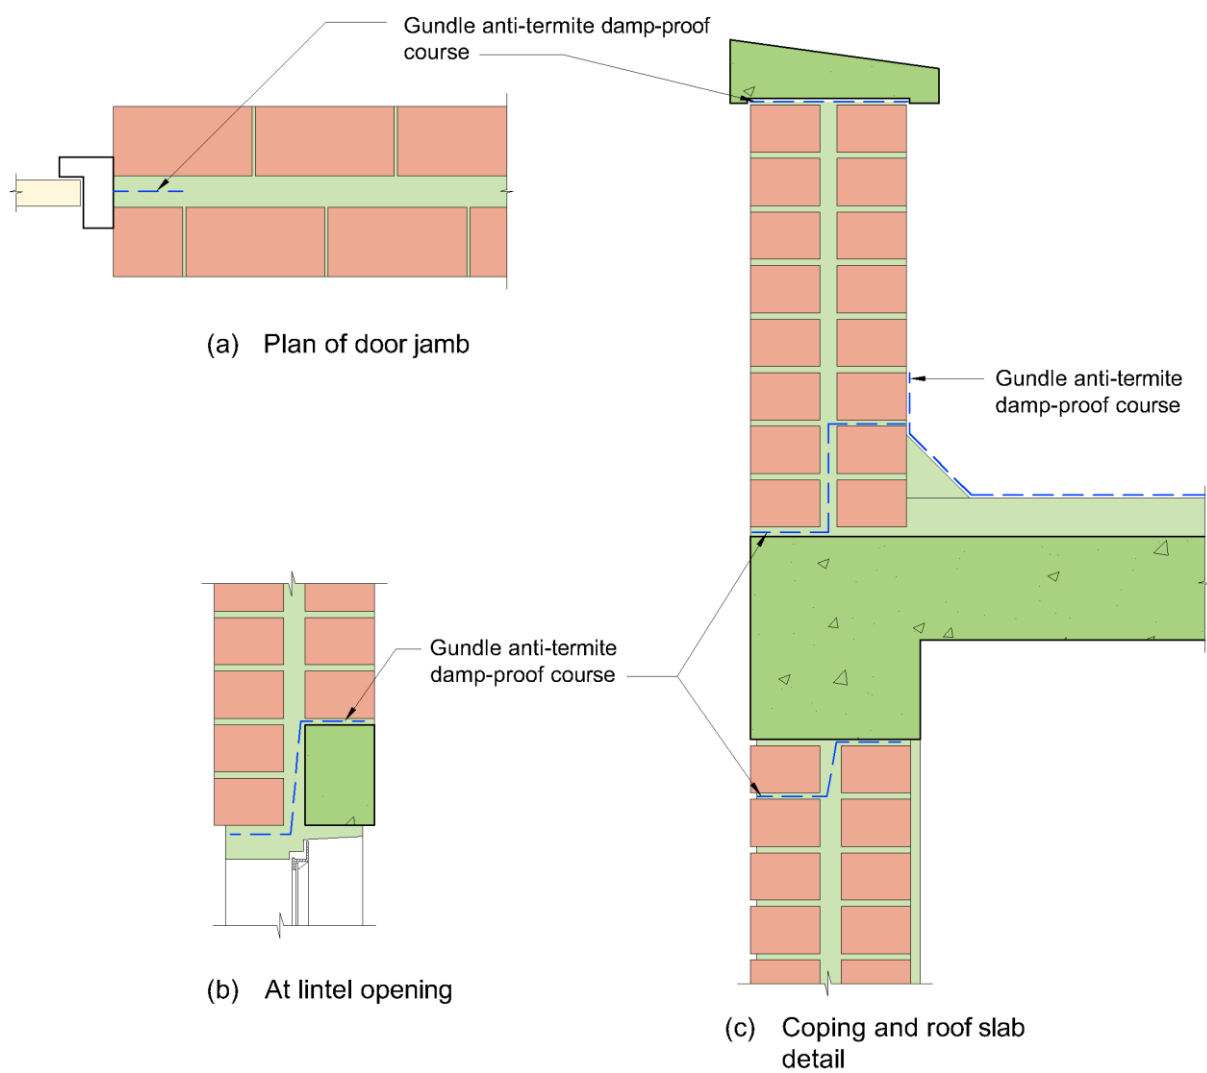 Gundle anti-termite damp-proof
course
(a) Plan of door jamb
Gundle anti-termite
damp-proof course
Gundle anti-termite
damp-proof course
(b) At lintel opening
(c) Coping and roof slab
detail